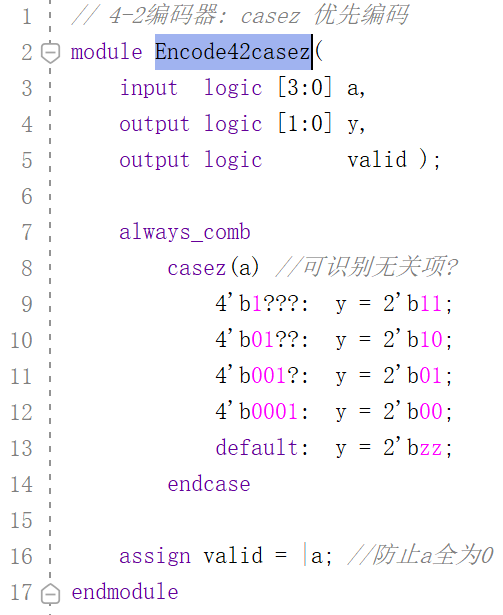 1 // 4-2编码器: casez 优先编码
2 module Encode42casez(
3 input logic [3:0] a,
4 output logic [1:0] y,
5 output logic valid );
6
7 always_comb
8 casez(a) //可识别无关项?
9 4'b1???: y = 2'b11;
10 4'b01??: y = 2'b10;
11 4'b001?: y = 2'b01;
12 4'b0001: y = 2'b00;
13 default: y = 2'bzz;
14 endcase
15
16 assign valid = |a; //防止a全为0
17 endmodule